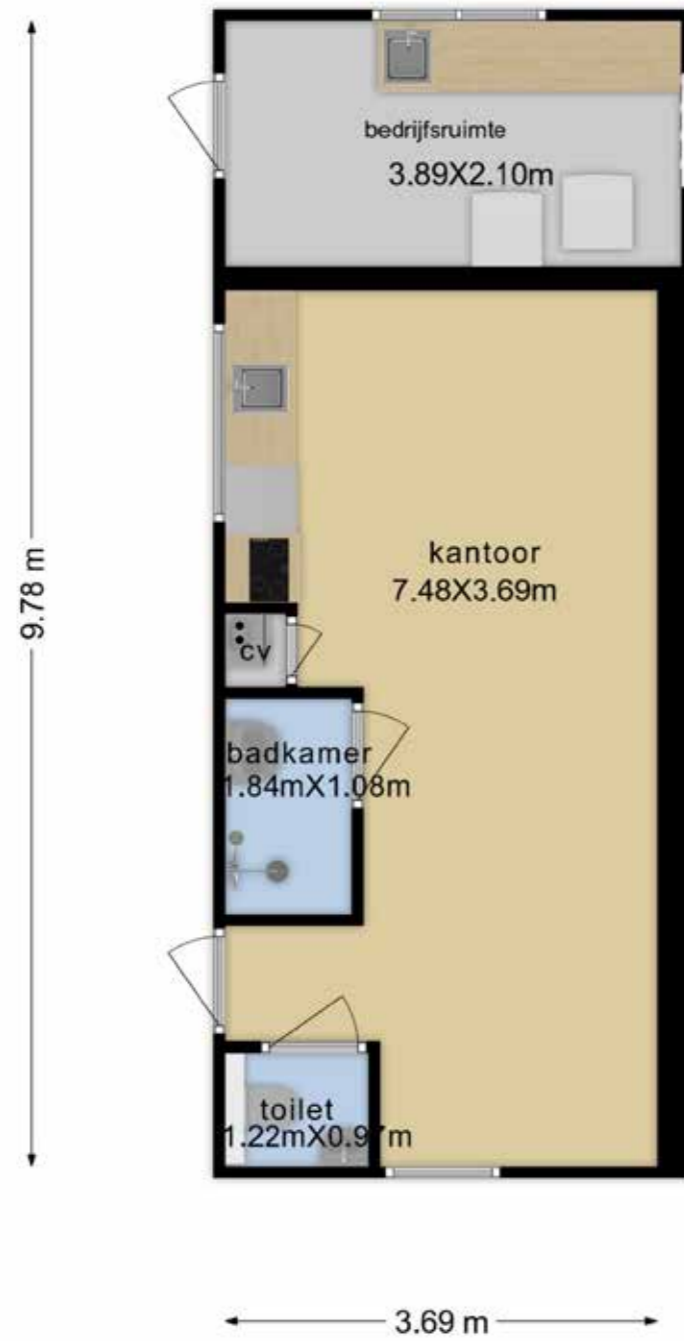 bedrijfsruimte
3.89X2.10m
9.78 m
kantoor
7.48X3.69m
cv
badkamer
1.84mX1.08m
toilet
1.22mX0.97m
3.69 m